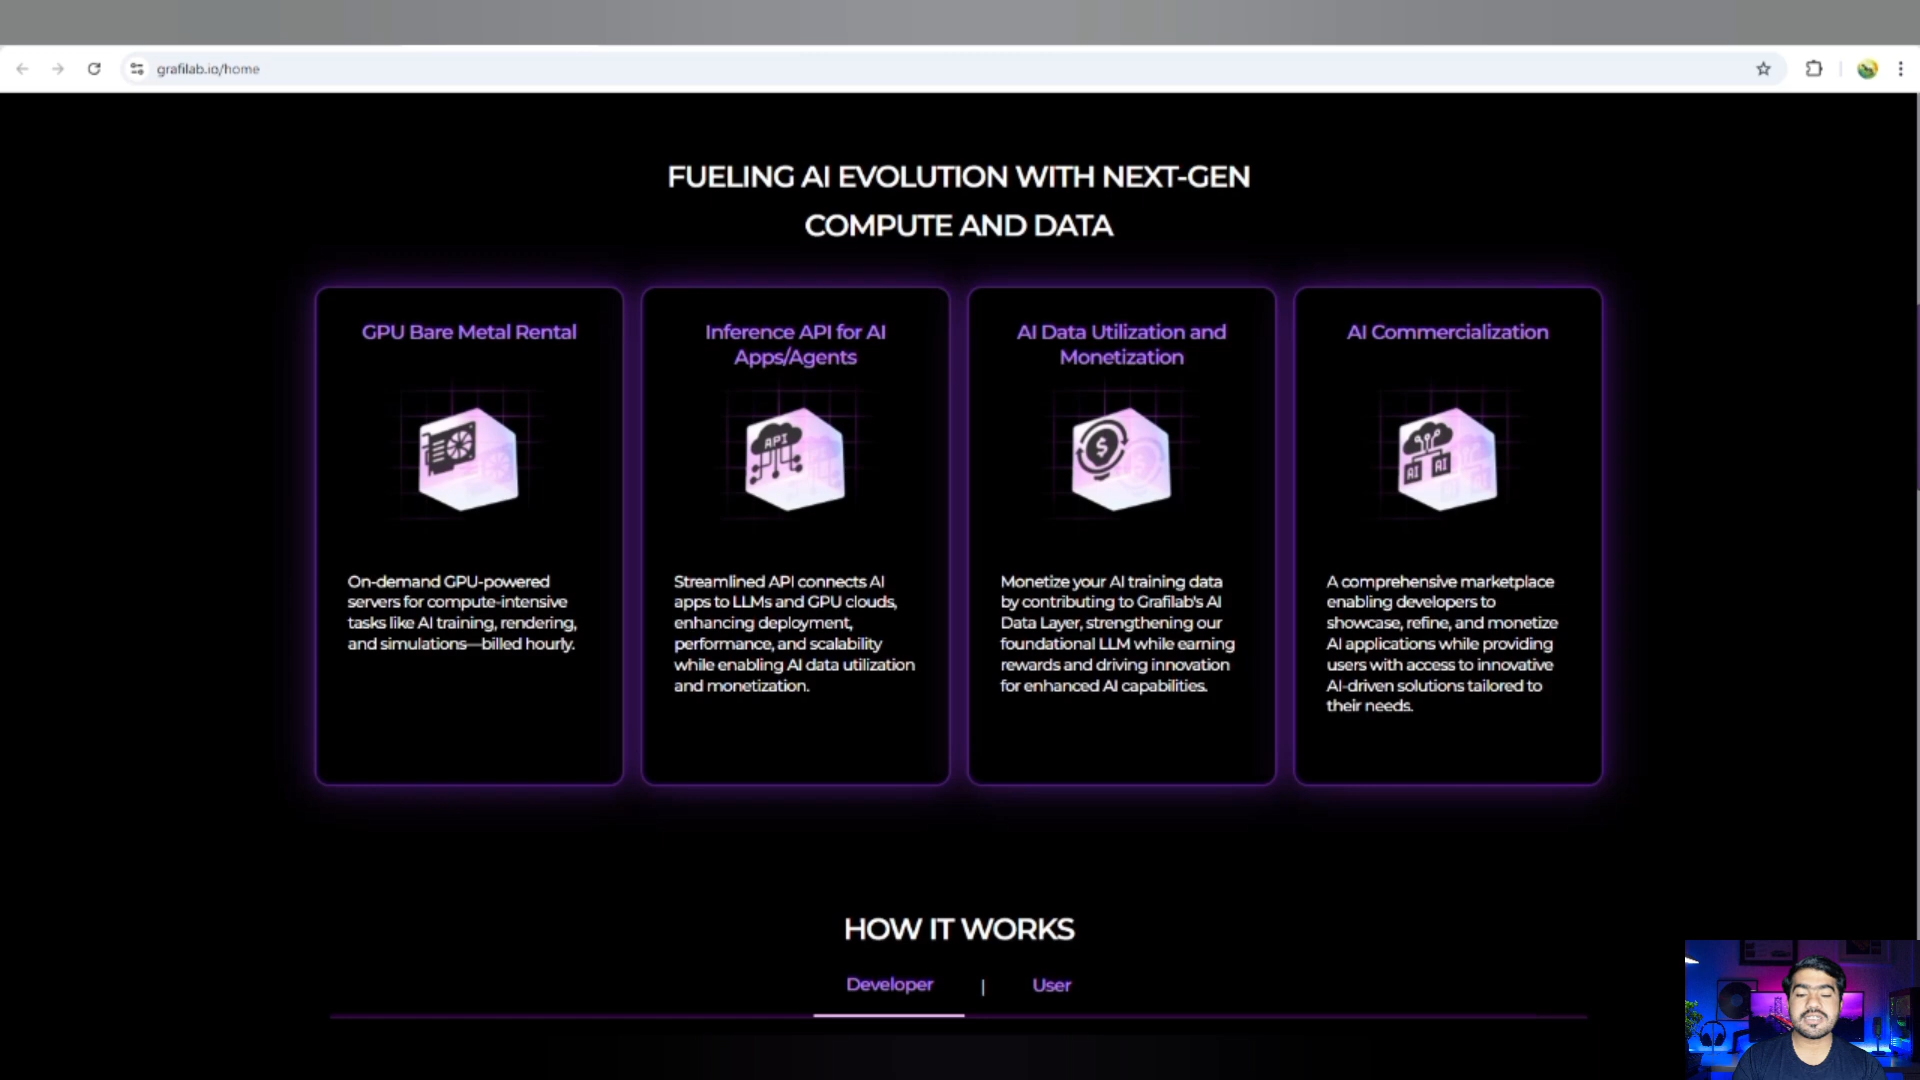 grafilab.io/home
FUELING AI EVOLUTION WITH NEXT-GEN
COMPUTE AND DATA
GPU Bare Metal Rental
On-demand GPU-powered
servers for compute-intensive
tasks like AI training, rendering,
and simulations—billed hourly.
Inference API for AI
Apps/Agents
API
Streamlined API connects AI
apps to LLMs and GPU clouds,
enhancing deployment,
performance, and scalability
while enabling AI data utilization
and monetization.
AI Data Utilization and
Monetization
$
Monetize your AI training data
by contributing to Grafilab's AI
Data Layer, strengthening our
foundational LLM while earning
rewards and driving innovation
for enhanced AI capabilities.
AI Commercialization
AI AI
A comprehensive marketplace
enabling developers to
showcase, refine, and monetize
AI applications while providing
users with access to innovative
AI-driven solutions tailored to
their needs.
HOW IT WORKS
Developer | User